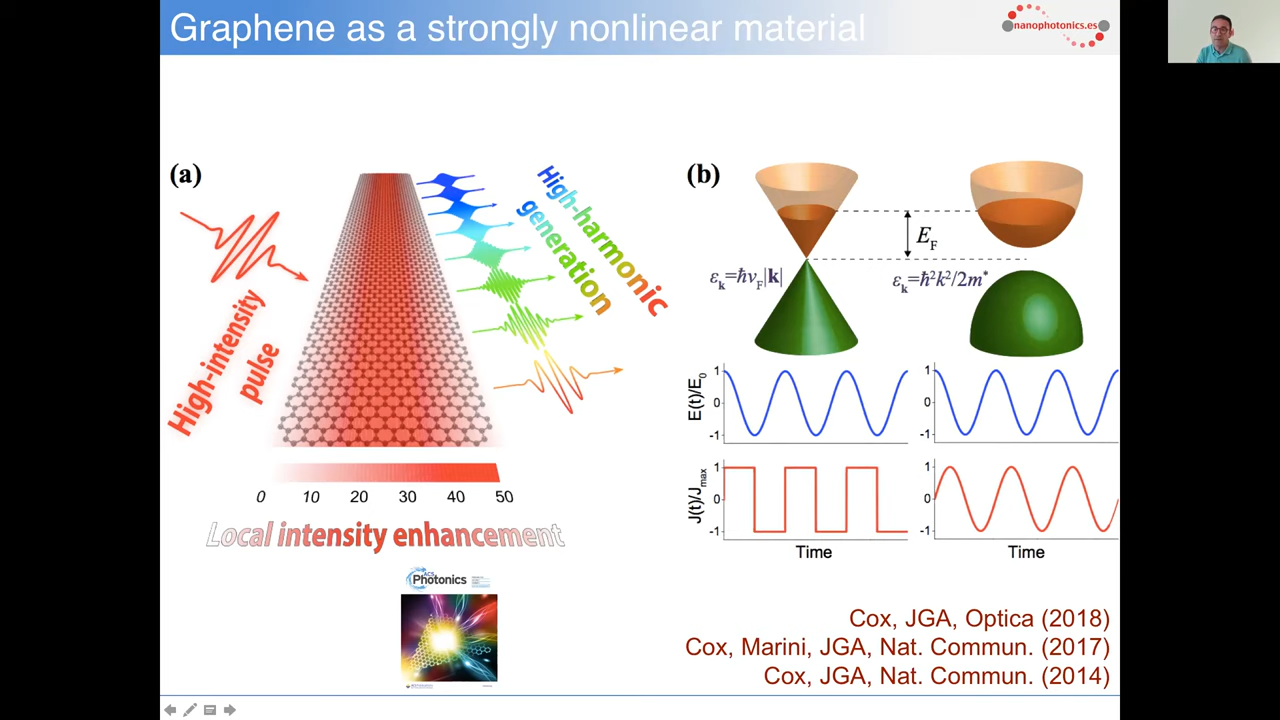 Graphene as a strongly nonlinear material
nanophotonics.es
(a)
High-intensity
pulse
High-harmonic
generation
0 10 20 30 40 50
Local intensity enhancement
ACS
Photonics
(b)
E_F
ε_k=ħv_F|k|
ε_k=ħ²k²/2m*
E(t)/E₀
1
0
-1
1
0
-1
J(t)/J_max
1
0
-1
1
0
-1
Time
Time
Cox, JGA, Optica (2018)
Cox, Marini, JGA, Nat. Commun. (2017)
Cox, JGA, Nat. Commun. (2014)